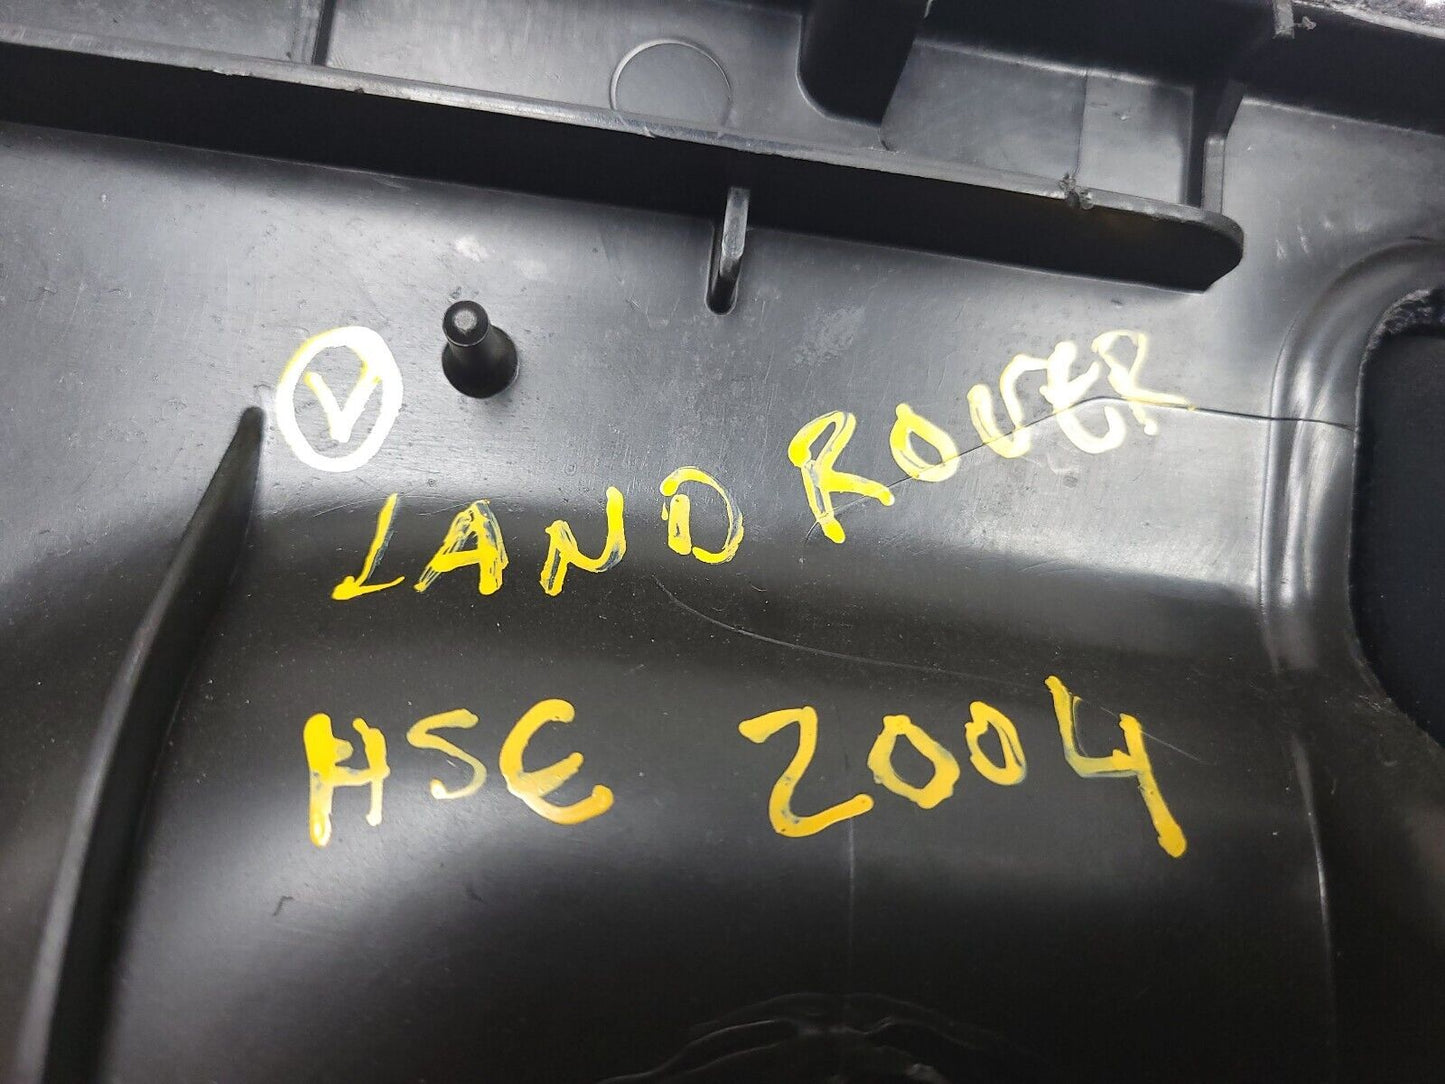 V
LAND ROVER
HSE 2004